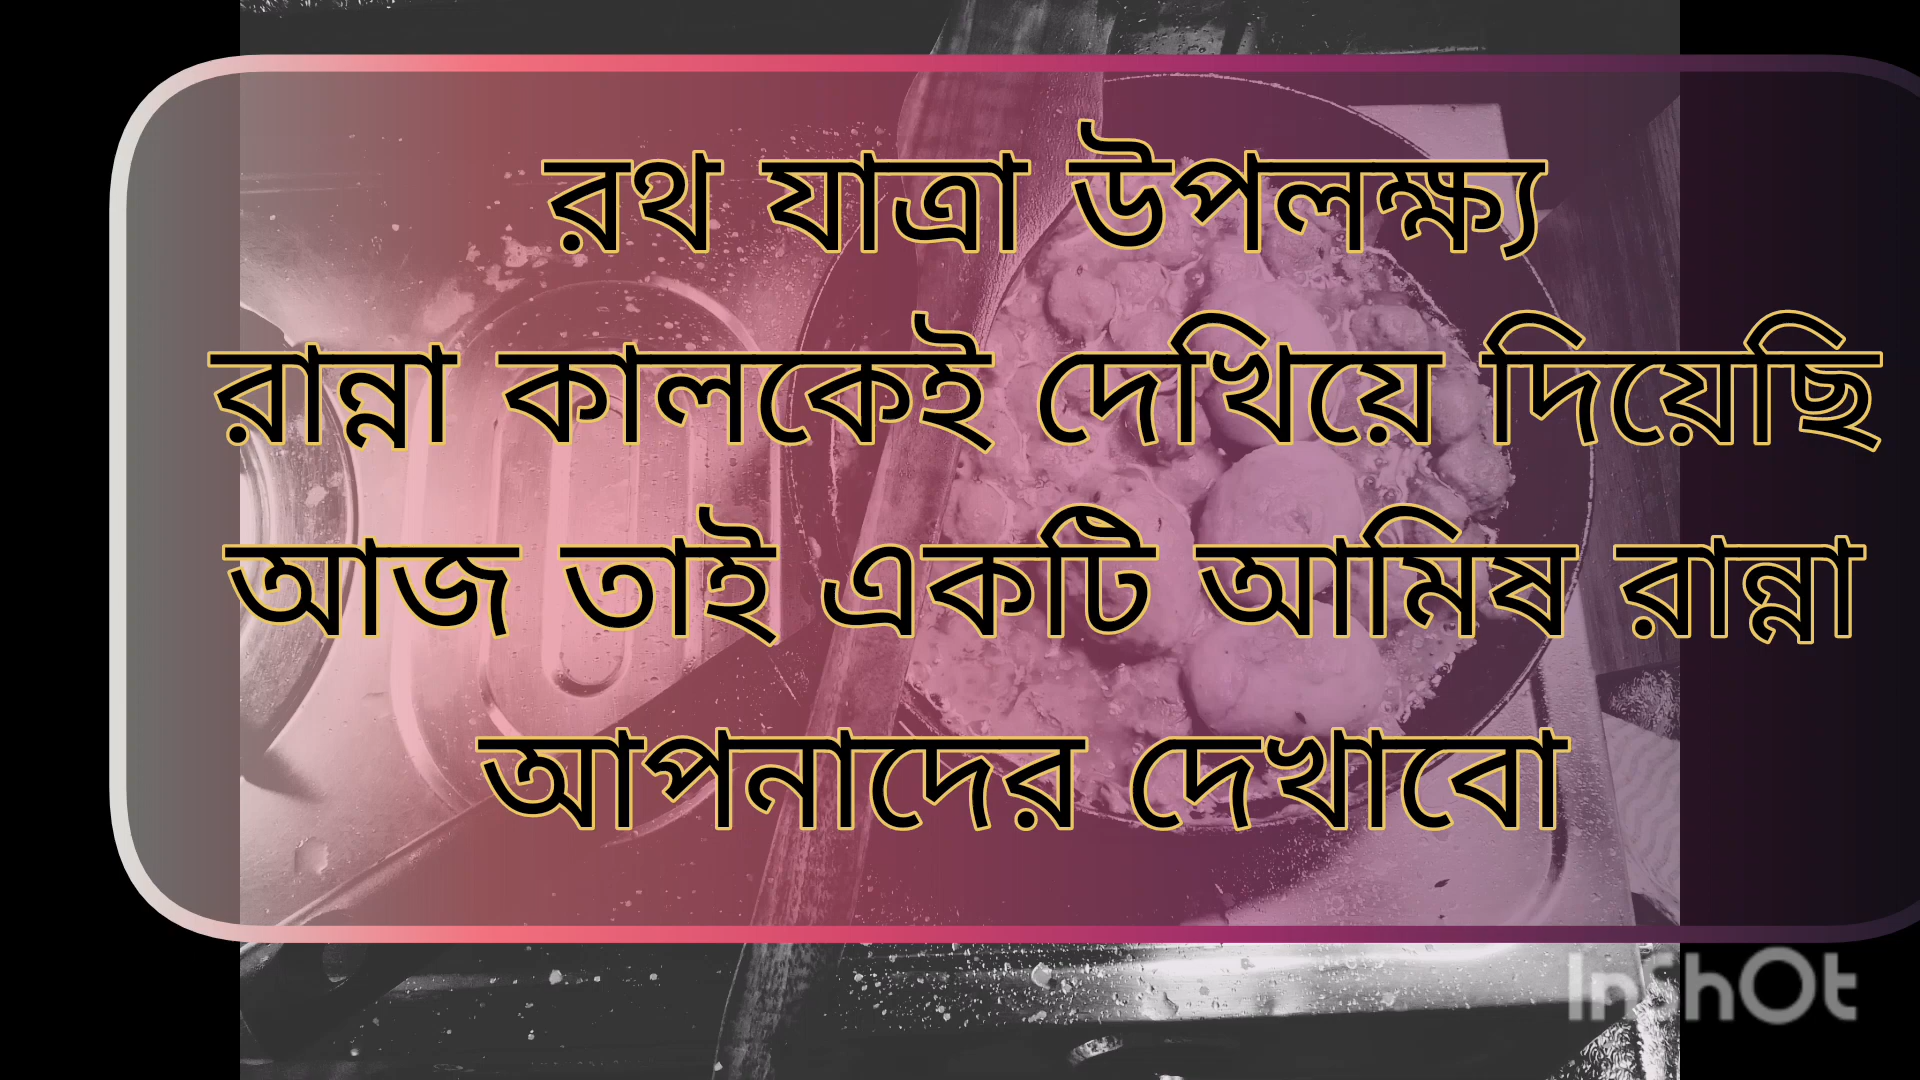 রথ যাত্রা উপলক্ষ্য
রান্না কালকেই দেখিয়ে দিয়েছি
আজ তাই একটি আমিষ রান্না
আপনাদের দেখাবো
InShOt